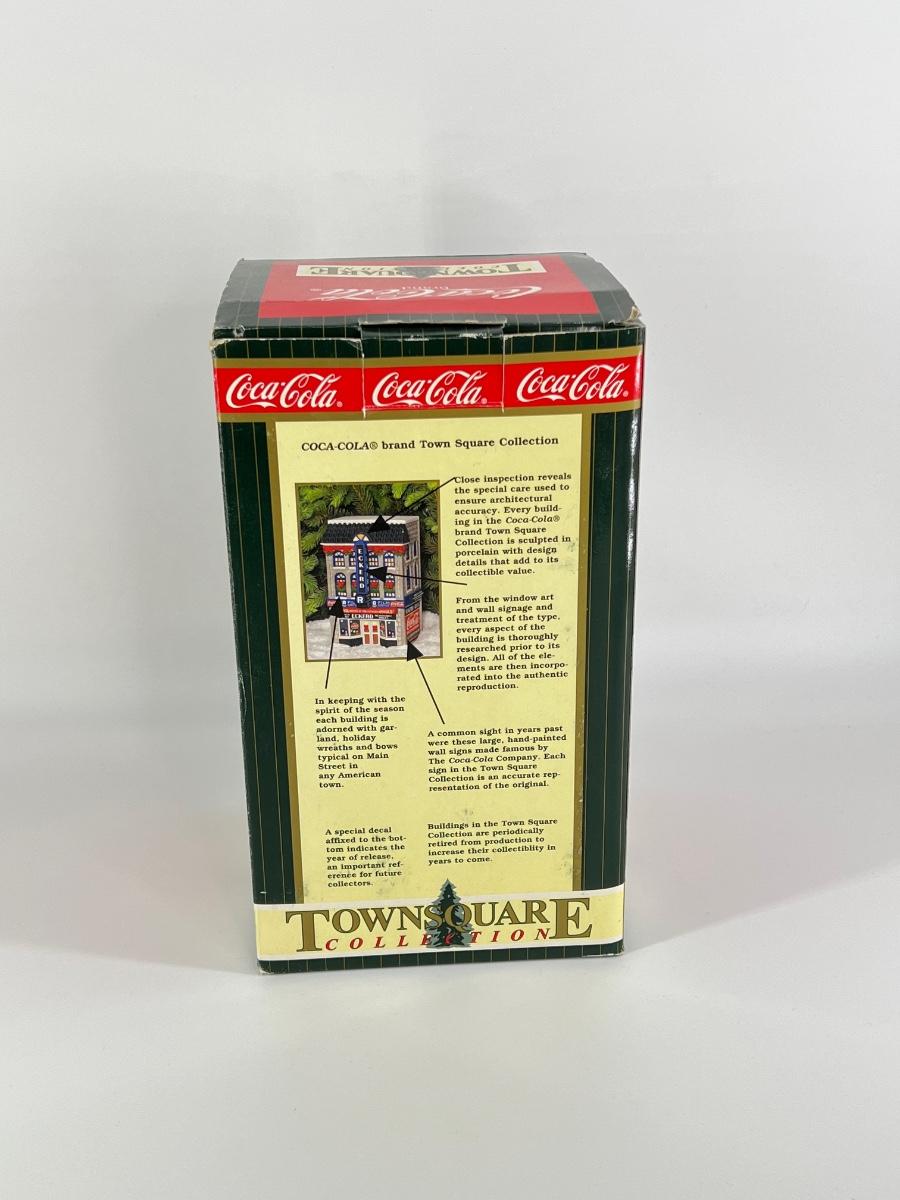 TOWNSQUARE
COLLECTION
Coca-Cola®
brand
Coca-Cola® Coca-Cola® Coca-Cola®
COCA-COLA® brand Town Square Collection
Close inspection reveals
the special care used to
ensure architectural
accuracy. Every build-
ing in the Coca-Cola®
brand Town Square
Collection is sculpted in
porcelain with design
details that add to its
collectible value.
ECKERD
R
ECKERD
From the window art
and wall signage and
treatment of the type,
every aspect of the
building is thoroughly
researched prior to its
design. All of the ele-
ments are then incorpo-
rated into the authentic
reproduction.
In keeping with the
spirit of the season
each building is
adorned with gar-
land, holiday
wreaths and bows
typical on Main
Street in
any American
town.
A common sight in years past
were these large, hand-painted
wall signs made famous by
The Coca-Cola Company. Each
sign in the Town Square
Collection is an accurate rep-
resentation of the original.
A special decal
affixed to the bot-
tom indicates the
year of release,
an important ref-
erence for future
collectors.
Buildings in the Town Square
Collection are periodically
retired from production to
increase their collectiblity in
years to come.
TOWNSQUARE
COLLECTION